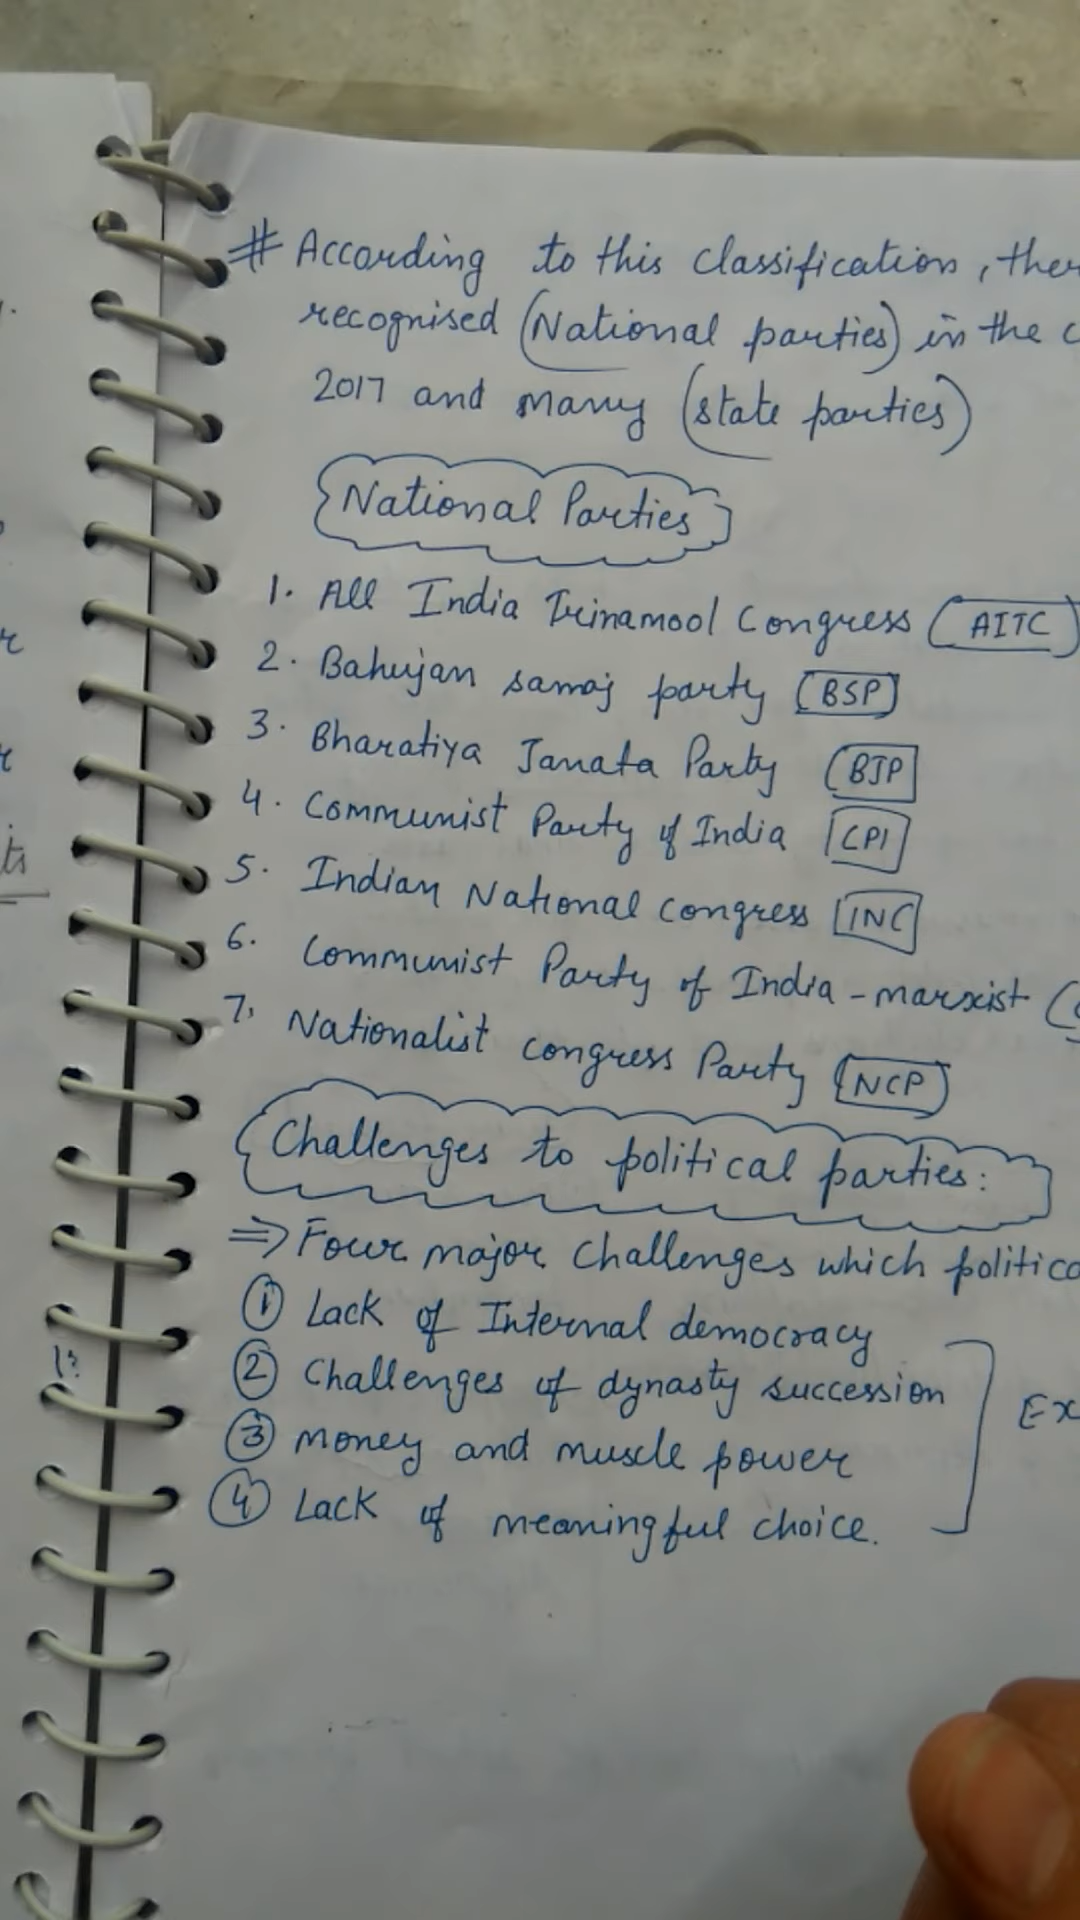 # According to this classification, ther
recognised (National parties) in the c
2017 and many (state parties)
National Parties
1. All India Trinamool Congress (AITC)
2. Bahujan samaj party [BSP]
3. Bharatiya Janata Party (BJP]
4. Communist Party of India [CPI]
5. Indian National congress [INC]
6. Communist Party of India - marxist (
7. Nationalist congress Party [NCP]
Challenges to political parties:
⇒ Four major challenges which politica
① Lack of Internal democracy
② Challenges of dynasty succession
Ex
③ money and muscle power
④ Lack of meaningful choice.
ts